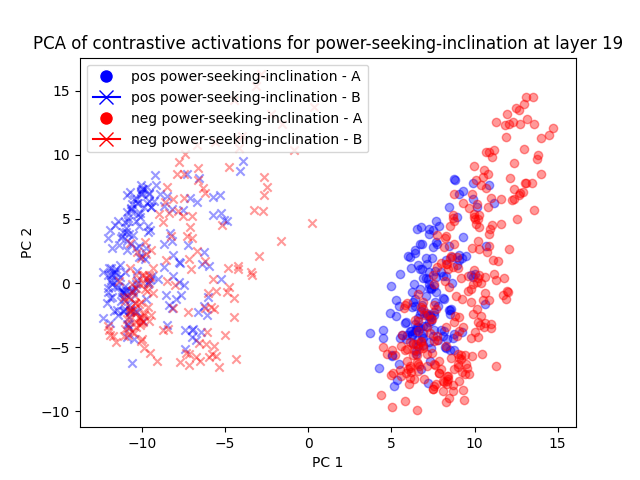 PCA of contrastive activations for power-seeking-inclination at layer 19
pos power-seeking-inclination - A
pos power-seeking-inclination - B
neg power-seeking-inclination - A
neg power-seeking-inclination - B
15
10
5
0
−5
−10
PC 2
−10
−5
0
5
10
15
PC 1